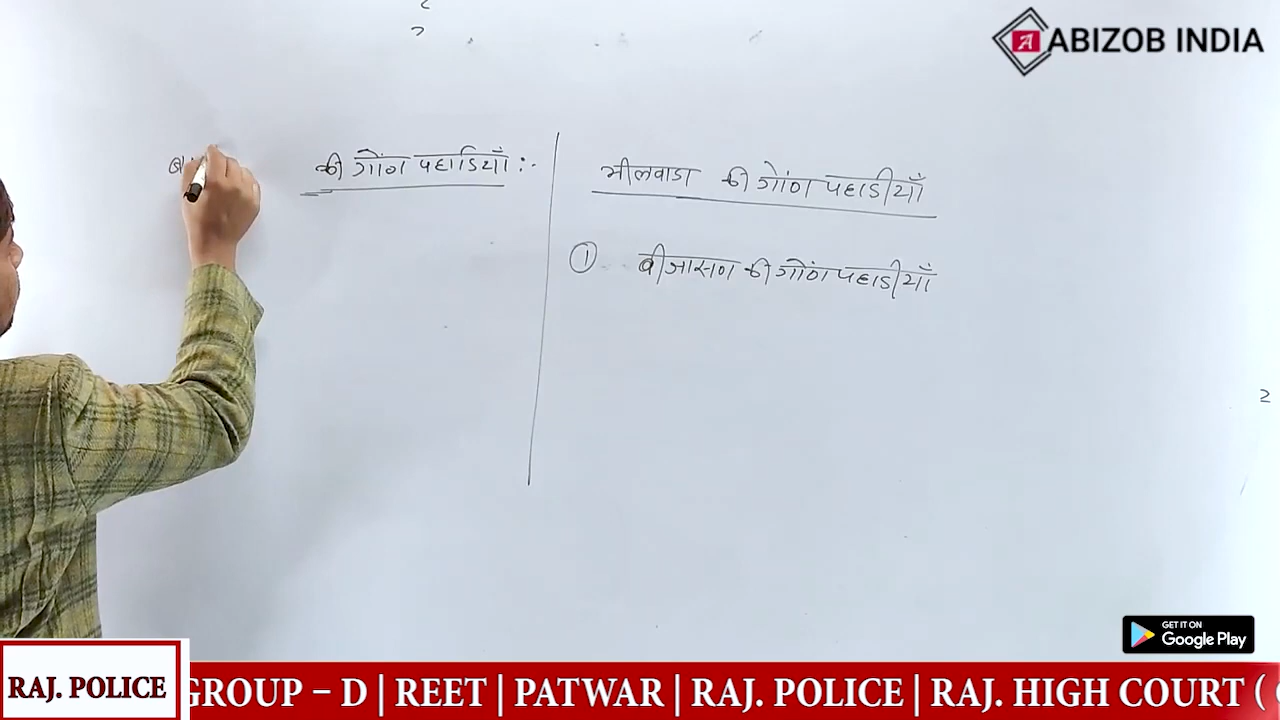 ABIZOB INDIA
की गौण पहाडियाँ :-
भीलवाडा की गौण पहाडीयाँ
① बीजासण की गौण पहाडीयाँ
2
GET IT ON
Google Play
RAJ. POLICE
GROUP – D | REET | PATWAR | RAJ. POLICE | RAJ. HIGH COURT (